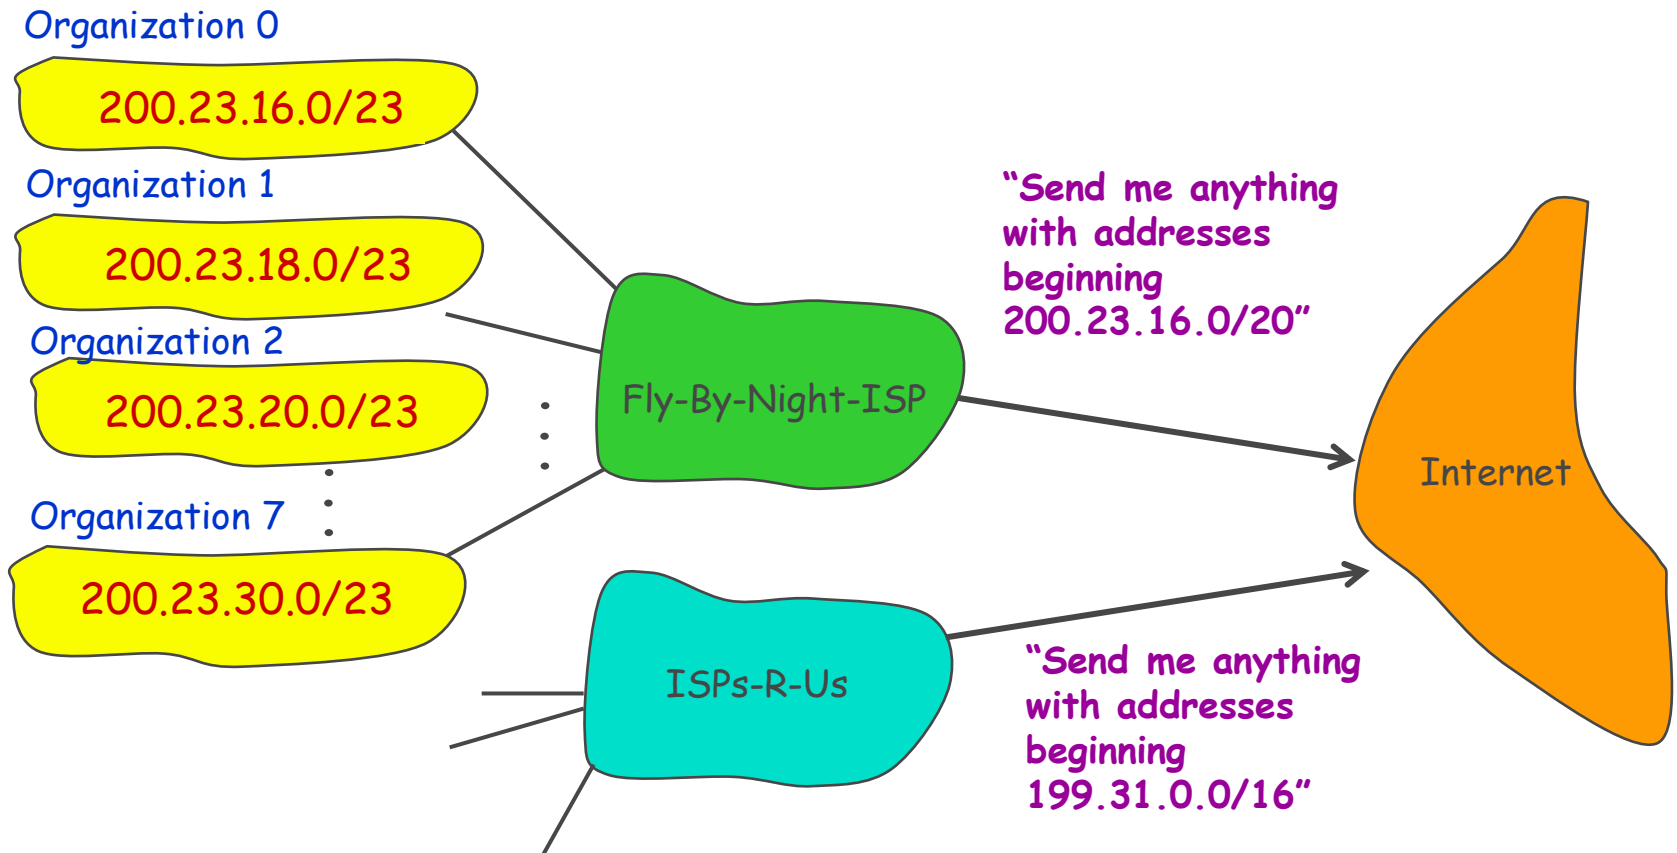 Organization 0
200.23.16.0/23
Organization 1
200.23.18.0/23
Organization 2
200.23.20.0/23
Organization 7
200.23.30.0/23
Fly-By-Night-ISP
“Send me anything
with addresses
beginning
200.23.16.0/20”
Internet
ISPs-R-Us
“Send me anything
with addresses
beginning
199.31.0.0/16”